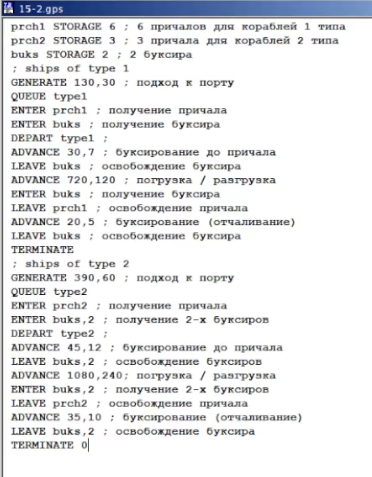 15-2.gps
prch1 STORAGE 6 ; 6 причалов для кораблей 1 типа
prch2 STORAGE 3 ; 3 причала для кораблей 2 типа
buks STORAGE 2 ; 2 буксира
; ships of type 1
GENERATE 130,30 ; подход к порту
QUEUE type1
ENTER prch1 ; получение причала
ENTER buks ; получение буксира
DEPART type1 ;
ADVANCE 30,7 ; буксирование до причала
LEAVE buks ; освобождение буксира
ADVANCE 720,120 ; погрузка / разгрузка
ENTER buks ; получение буксира
LEAVE prch1 ; освобождение причала
ADVANCE 20,5 ; буксирование (отчаливание)
LEAVE buks ; освобождение буксира
TERMINATE
; ships of type 2
GENERATE 390,60 ; подход к порту
QUEUE type2
ENTER prch2 ; получение причала
ENTER buks,2 ; получение 2-х буксиров
DEPART type2 ;
ADVANCE 45,12 ; буксирование до причала
LEAVE buks,2 ; освобождение буксиров
ADVANCE 1080,240; погрузка / разгрузка
ENTER buks,2 ; получение 2-х буксиров
LEAVE prch2 ; освобождение причала
ADVANCE 35,10 ; буксирование (отчаливание)
LEAVE buks,2 ; освобождение буксира
TERMINATE 0